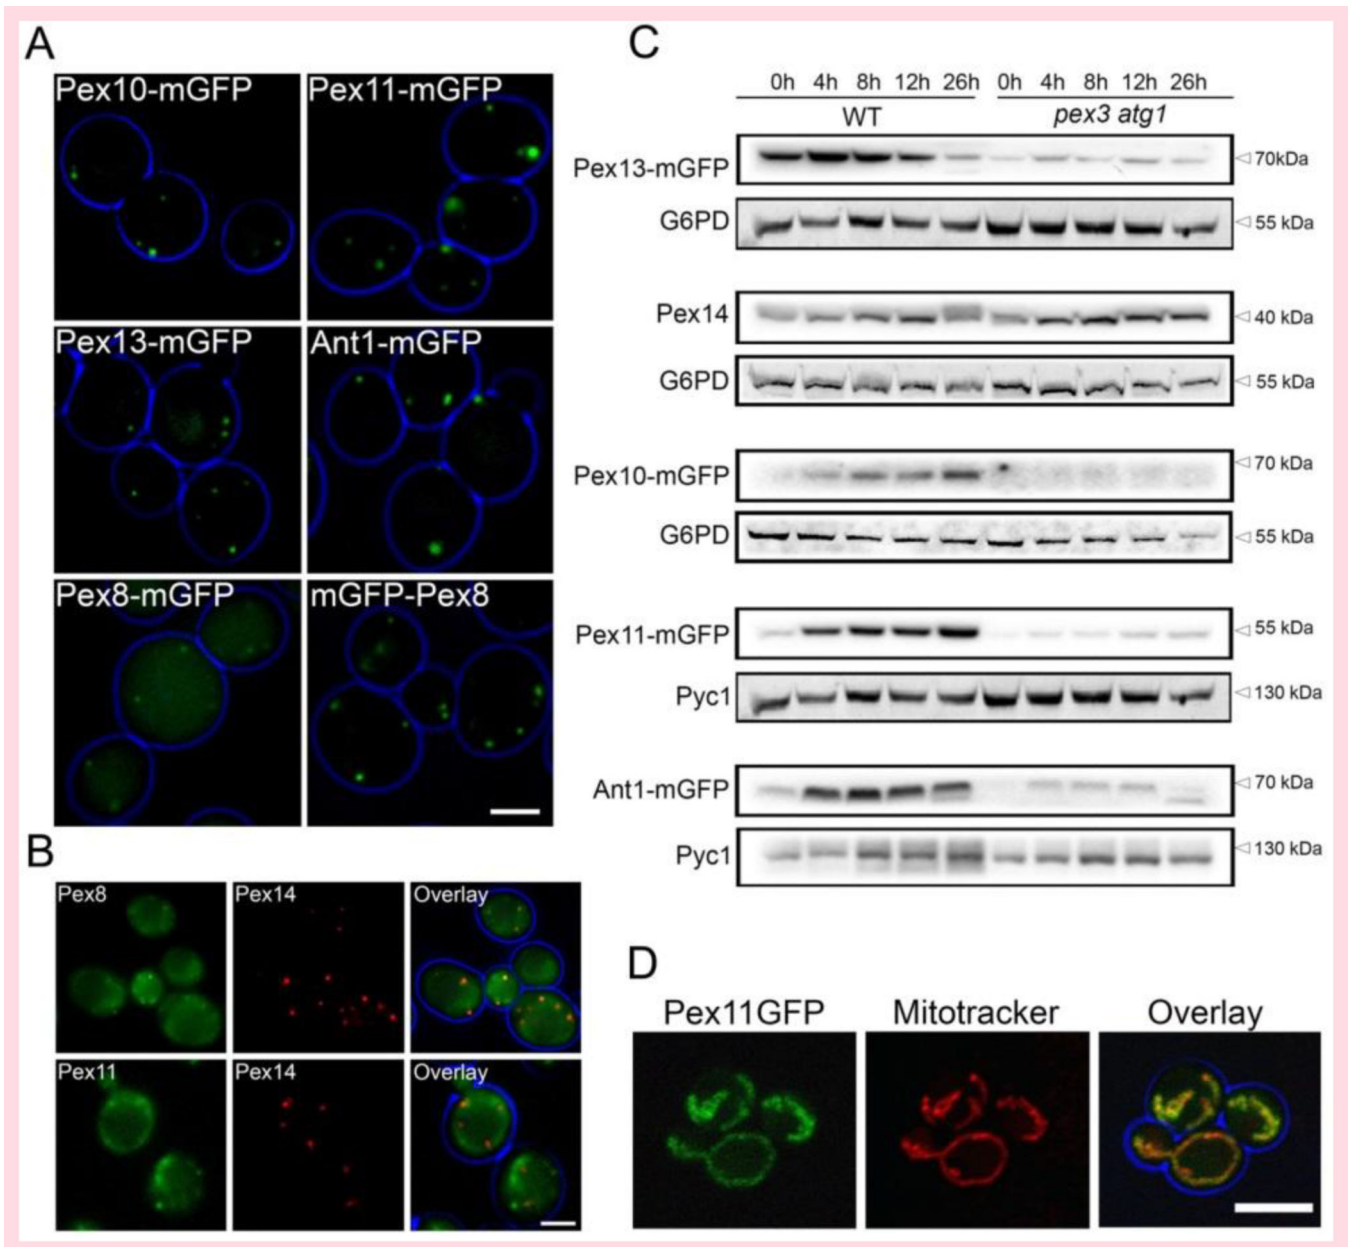 A
Pex10-mGFP
Pex11-mGFP
Pex13-mGFP
Ant1-mGFP
Pex8-mGFP
mGFP-Pex8
B
Pex8
Pex14
Overlay
Pex11
Pex14
Overlay
C
0h 4h 8h 12h 26h 0h 4h 8h 12h 26h
WT pex3 atg1
Pex13-mGFP 70kDa
G6PD 55 kDa
Pex14 40 kDa
G6PD 55 kDa
Pex10-mGFP 70 kDa
G6PD 55 kDa
Pex11-mGFP 55 kDa
Pyc1 130 kDa
Ant1-mGFP 70 kDa
Pyc1 130 kDa
D
Pex11GFP
Mitotracker
Overlay